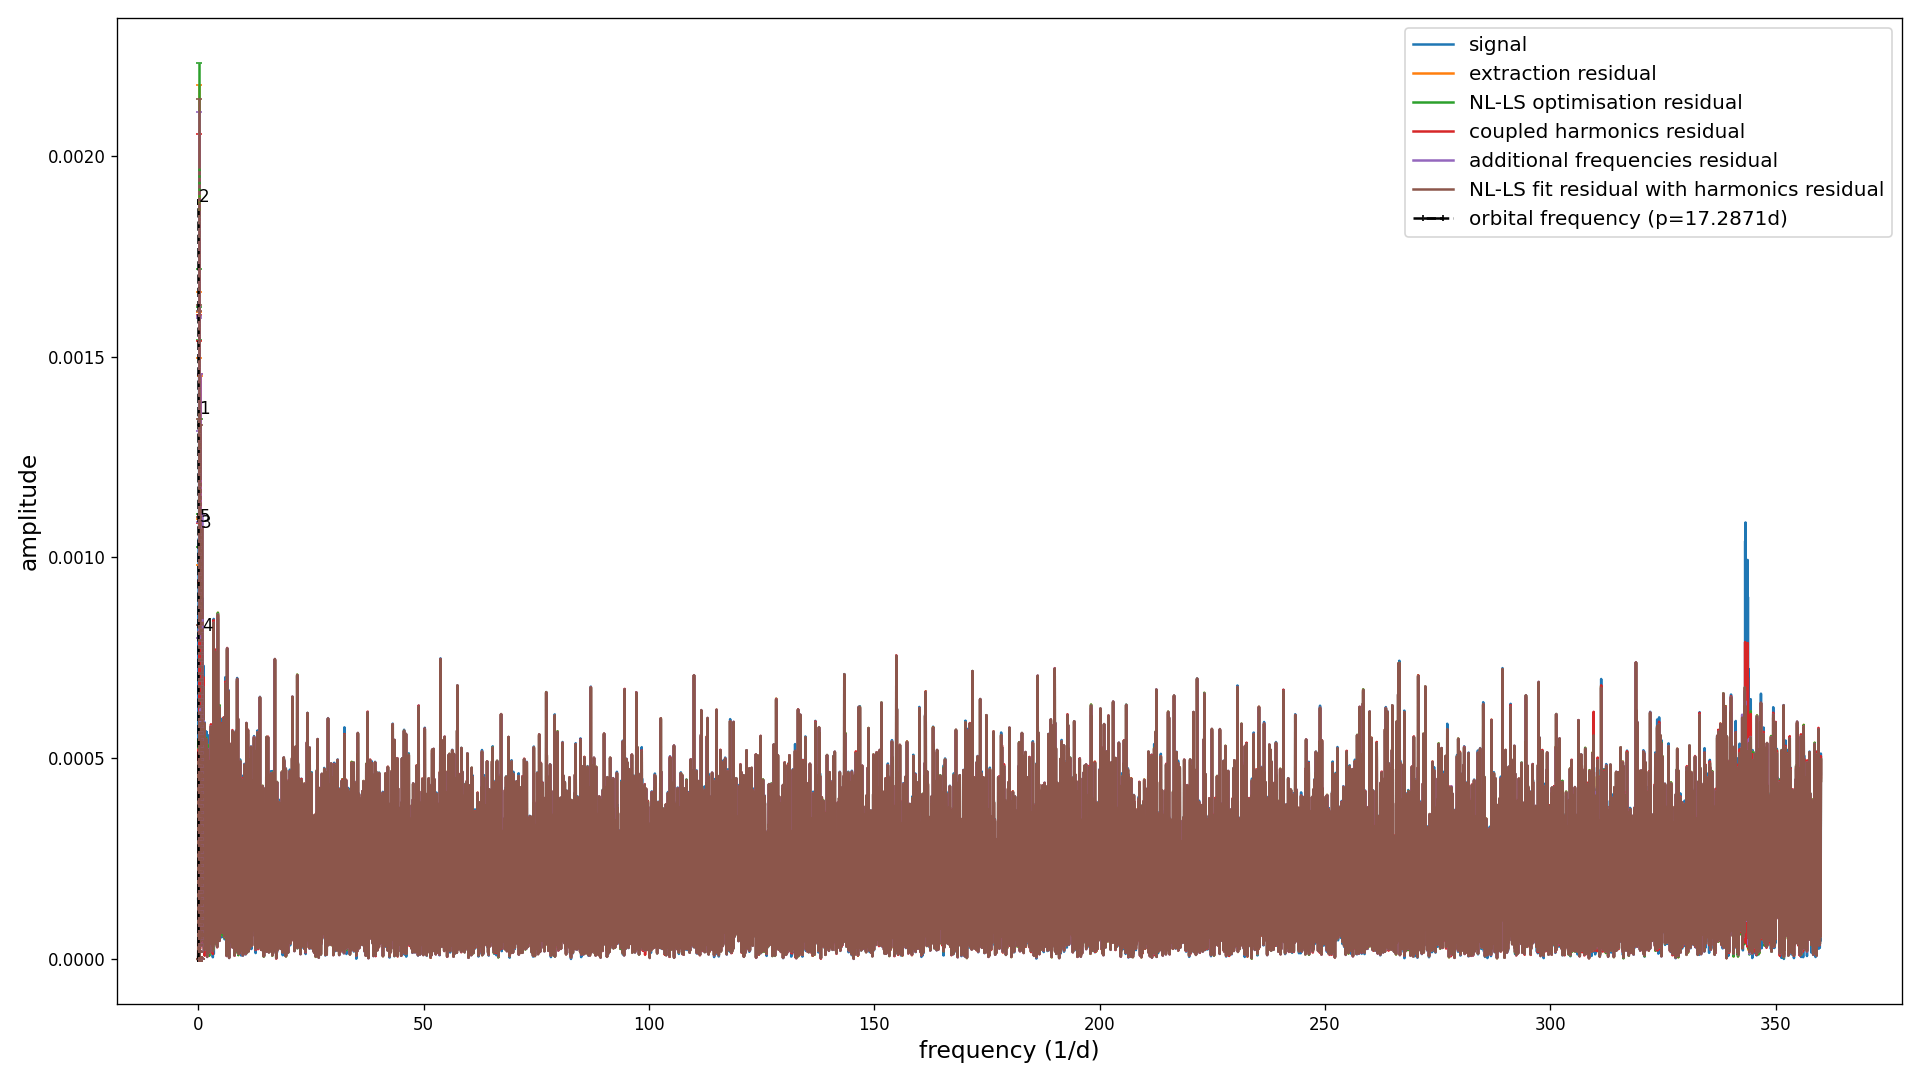 signal
extraction residual
NL-LS optimisation residual
coupled harmonics residual
additional frequencies residual
NL-LS fit residual with harmonics residual
orbital frequency (p=17.2871d)
amplitude
0.0020
0.0015
0.0010
0.0005
0.0000
2
1
5
3
4
0
50
100
150
200
250
300
350
frequency (1/d)